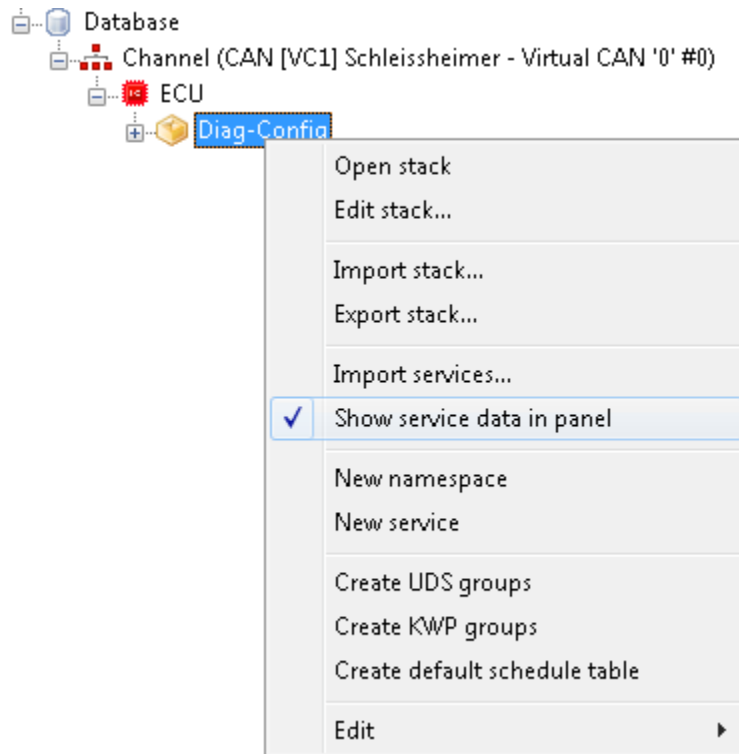 Database
Channel (CAN [VC1] Schleissheimer - Virtual CAN '0' #0)
ECU
Diag-Config
Open stack
Edit stack...
Import stack...
Export stack...
Import services...
Show service data in panel
New namespace
New service
Create UDS groups
Create KWP groups
Create default schedule table
Edit